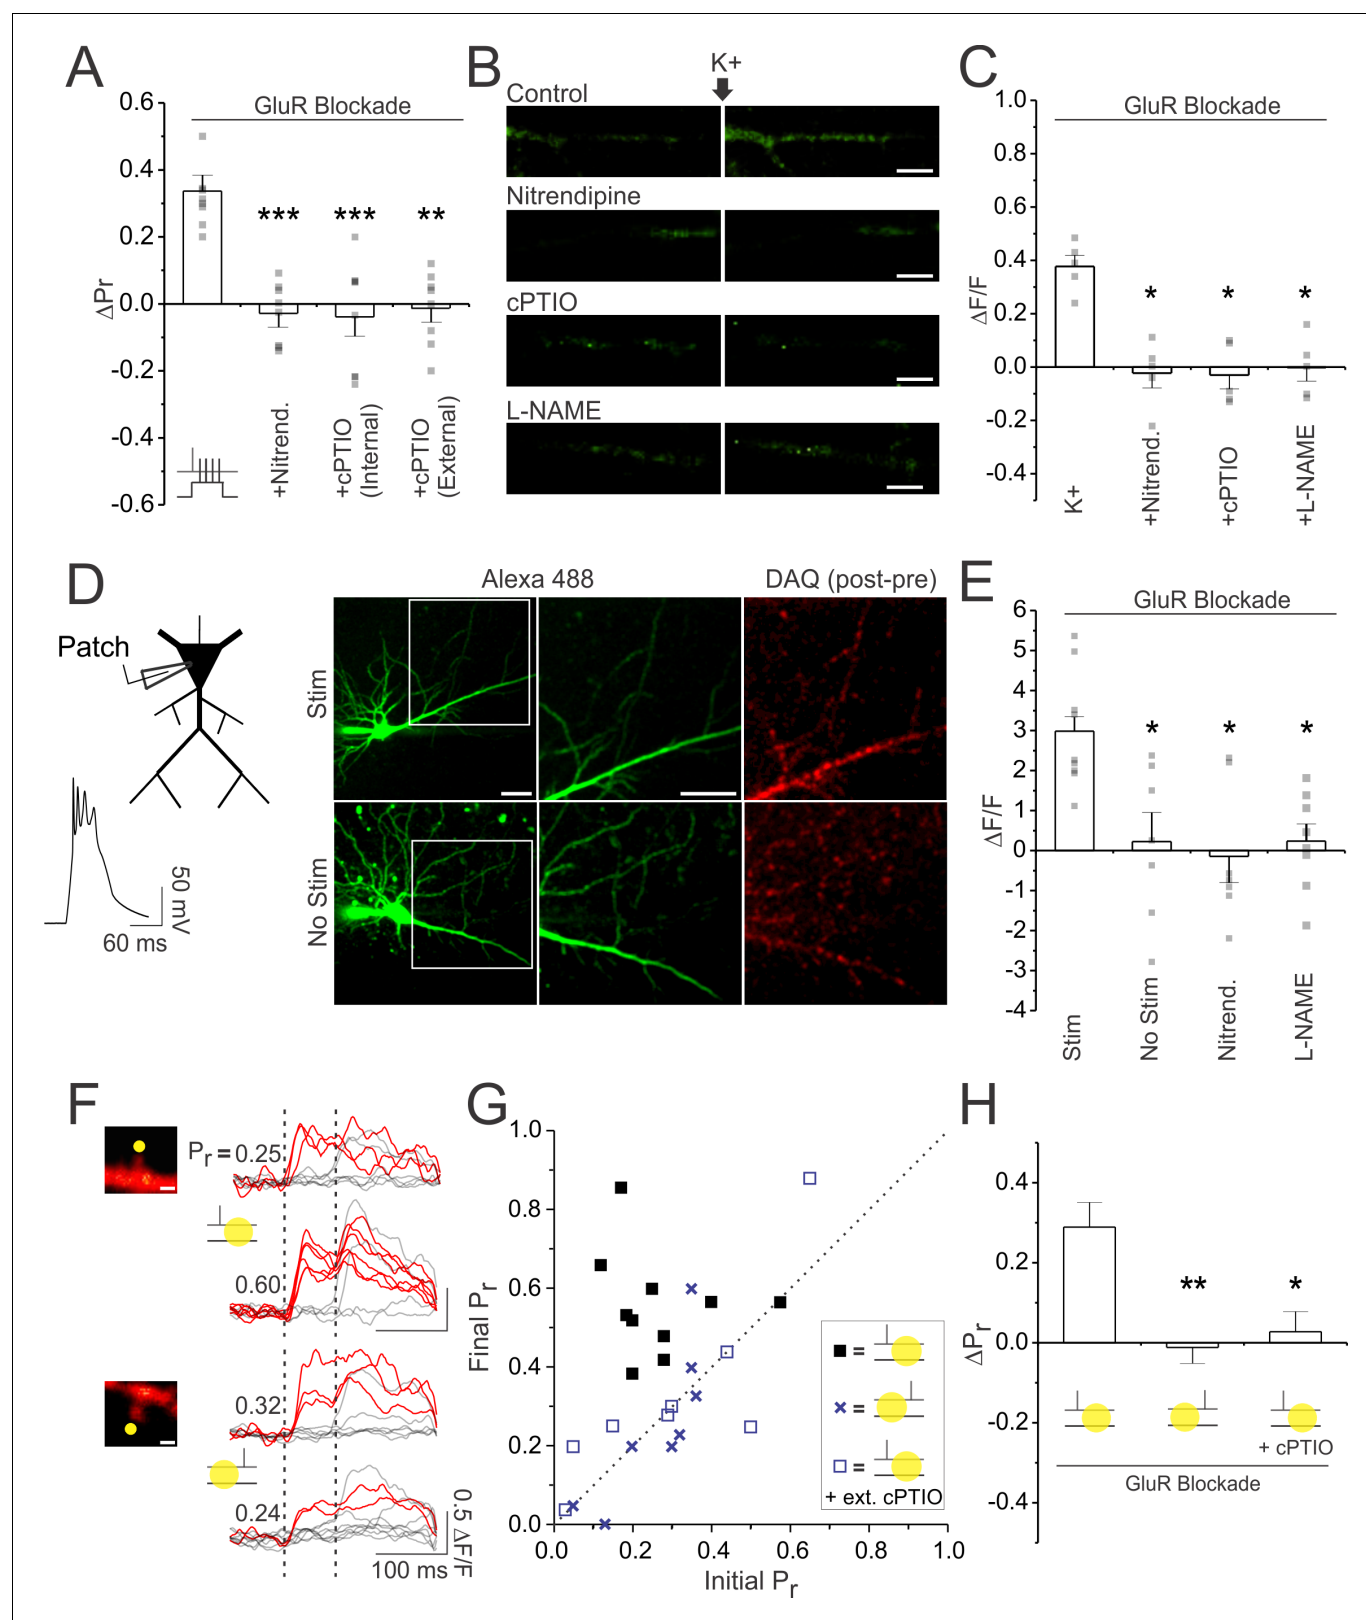 A
GluR Blockade
0.6
0.4
0.2
0.0
-0.2
-0.4
-0.6
ΔPr
***
***
**
+Nitrend.
+cPTIO
(Internal)
+cPTIO
(External)
B
K+
Control
Nitrendipine
cPTIO
L-NAME
C
GluR Blockade
1.0
0.8
0.6
0.4
0.2
0.0
-0.2
-0.4
ΔF/F
*
*
*
K+
+Nitrend.
+cPTIO
+L-NAME
D
Patch
50 mV
60 ms
Alexa 488
DAQ (post-pre)
Stim
No Stim
E
GluR Blockade
6
5
4
3
2
1
0
-1
-2
-3
-4
ΔF/F
*
*
*
Stim
No Stim
Nitrend.
L-NAME
F
Pr = 0.25
0.60
0.32
0.24
0.5 ΔF/F
100 ms
G
1.0
0.8
0.6
0.4
0.2
0.0
Final Pr
0.0
0.2
0.4
0.6
0.8
1.0
Initial Pr
=
=
=
+ ext. cPTIO
H
0.4
0.2
0.0
-0.2
-0.4
ΔPr
**
*
+ cPTIO
GluR Blockade